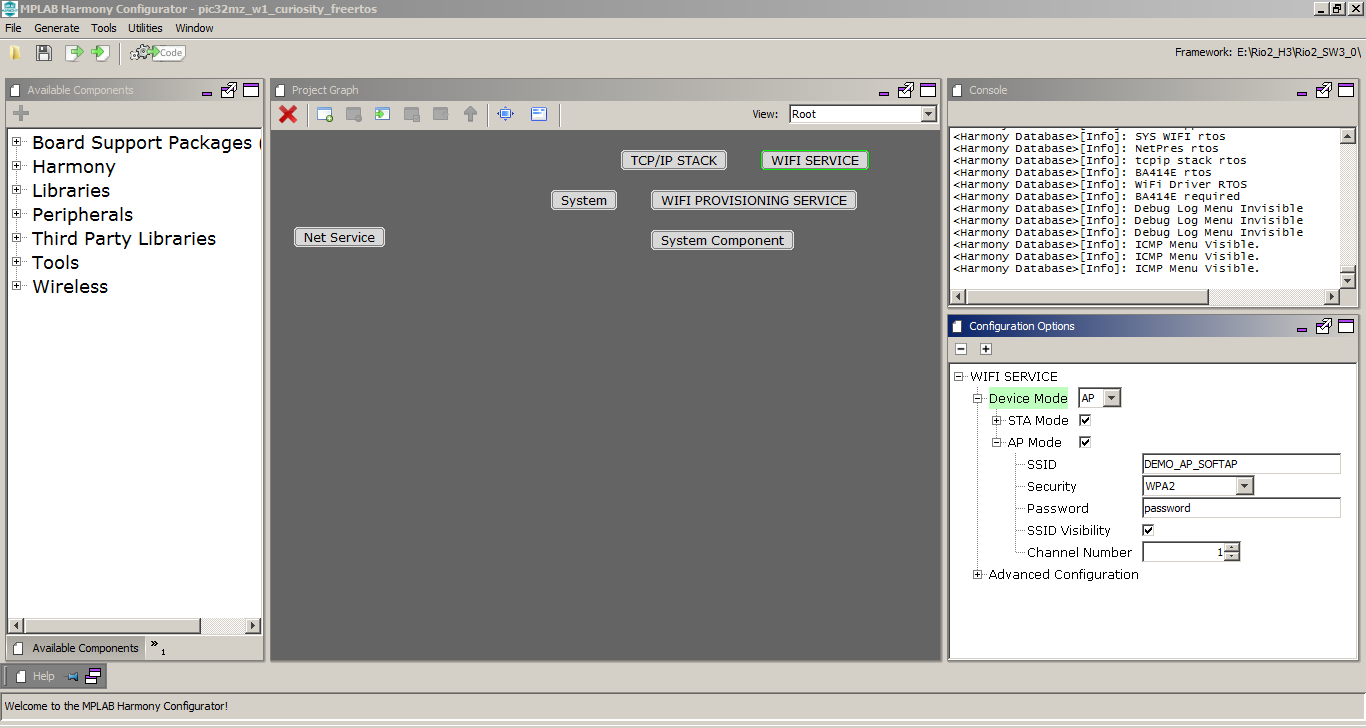 MPLAB Harmony Configurator - pic32mz_w1_curiosity_freertos
File Generate Tools Utilities Window
Code
Framework: E:\Rio2_H3\Rio2_SW3_0\
Available Components
Board Support Packages (
Harmony
Libraries
Peripherals
Third Party Libraries
Tools
Wireless
Available Components
» 1
Project Graph
View: Root
TCP/IP STACK
WIFI SERVICE
System
WIFI PROVISIONING SERVICE
Net Service
System Component
Console
<Harmony Database>[Info]: SYS WIFI rtos
<Harmony Database>[Info]: NetPres rtos
<Harmony Database>[Info]: tcpip stack rtos
<Harmony Database>[Info]: BA414E rtos
<Harmony Database>[Info]: WiFi Driver RTOS
<Harmony Database>[Info]: BA414E required
<Harmony Database>[Info]: Debug Log Menu Invisible
<Harmony Database>[Info]: Debug Log Menu Invisible
<Harmony Database>[Info]: Debug Log Menu Invisible
<Harmony Database>[Info]: ICMP Menu Visible.
<Harmony Database>[Info]: ICMP Menu Visible.
<Harmony Database>[Info]: ICMP Menu Visible.
Configuration Options
WIFI SERVICE
Device Mode AP
STA Mode
AP Mode
SSID DEMO_AP_SOFTAP
Security WPA2
Password password
SSID Visibility
Channel Number 1
Advanced Configuration
Help
Welcome to the MPLAB Harmony Configurator!